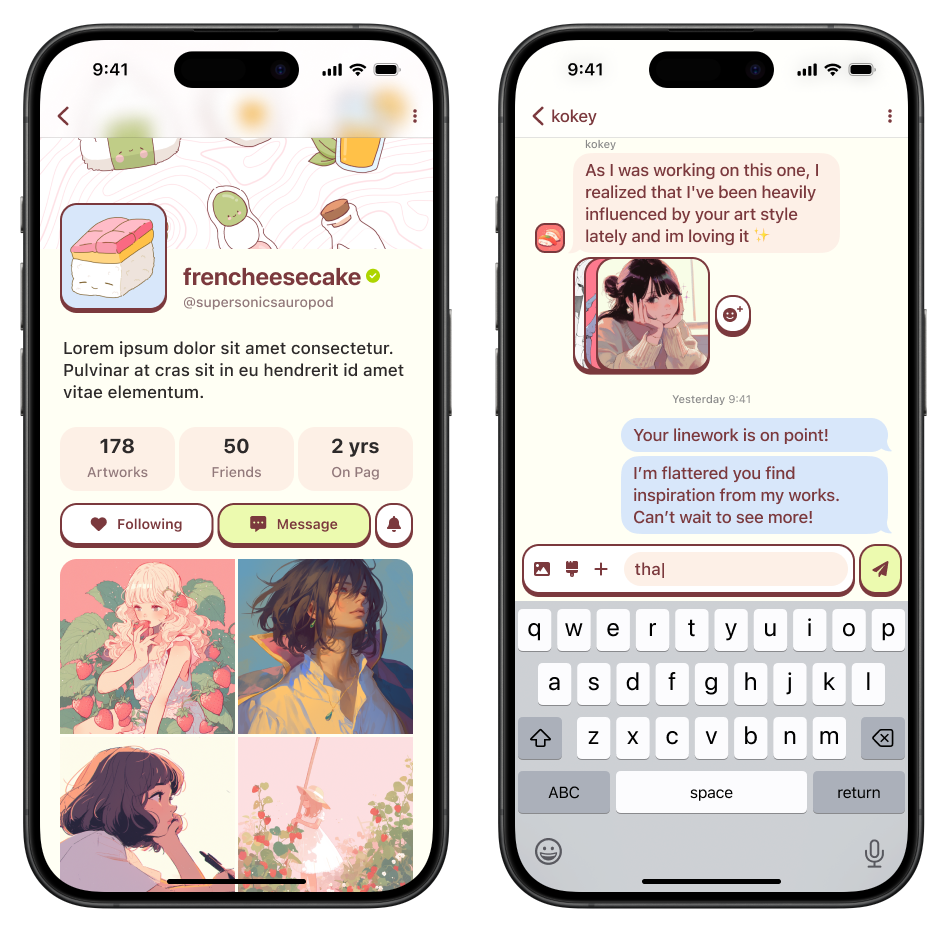 9:41
frencheesecake
@supersonicsauropod
Lorem ipsum dolor sit amet consectetur.
Pulvinar at cras sit in eu hendrerit id amet
vitae elementum.
178
Artworks
50
Friends
2 yrs
On Pag
Following
Message
9:41
kokey
kokey
As I was working on this one, I
realized that I've been heavily
influenced by your art style
lately and im loving it ✨
Yesterday 9:41
Your linework is on point!
I’m flattered you find
inspiration from my works.
Can’t wait to see more!
tha
q w e r t y u i o p
a s d f g h j k l
z x c v b n m
ABC space return